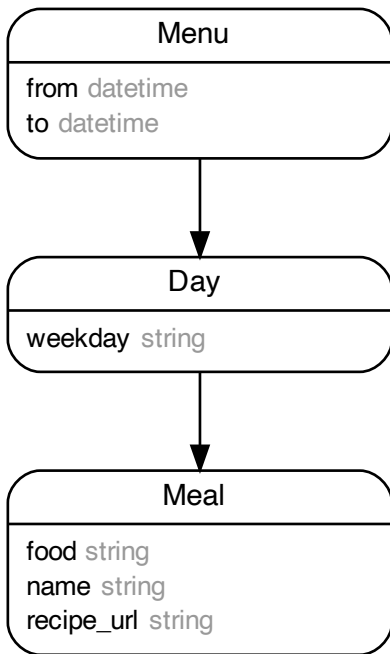 Menu
from datetime
to datetime
Day
weekday string
Meal
food string
name string
recipe_url string